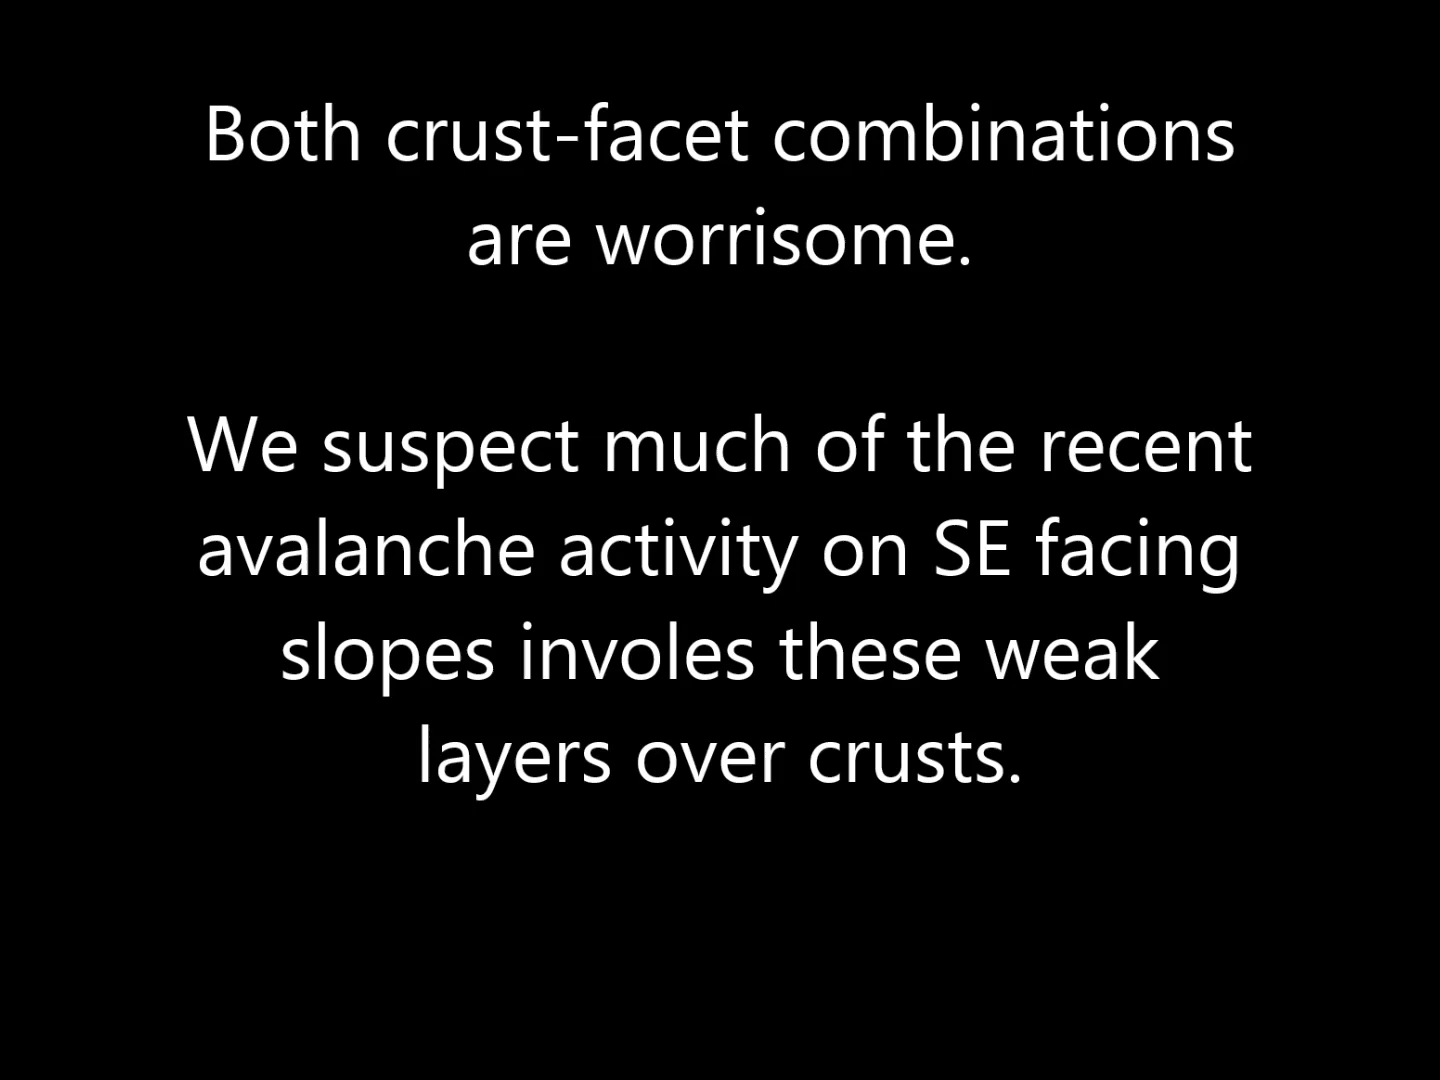 Both crust-facet combinations
are worrisome.
We suspect much of the recent
avalanche activity on SE facing
slopes involes these weak
layers over crusts.